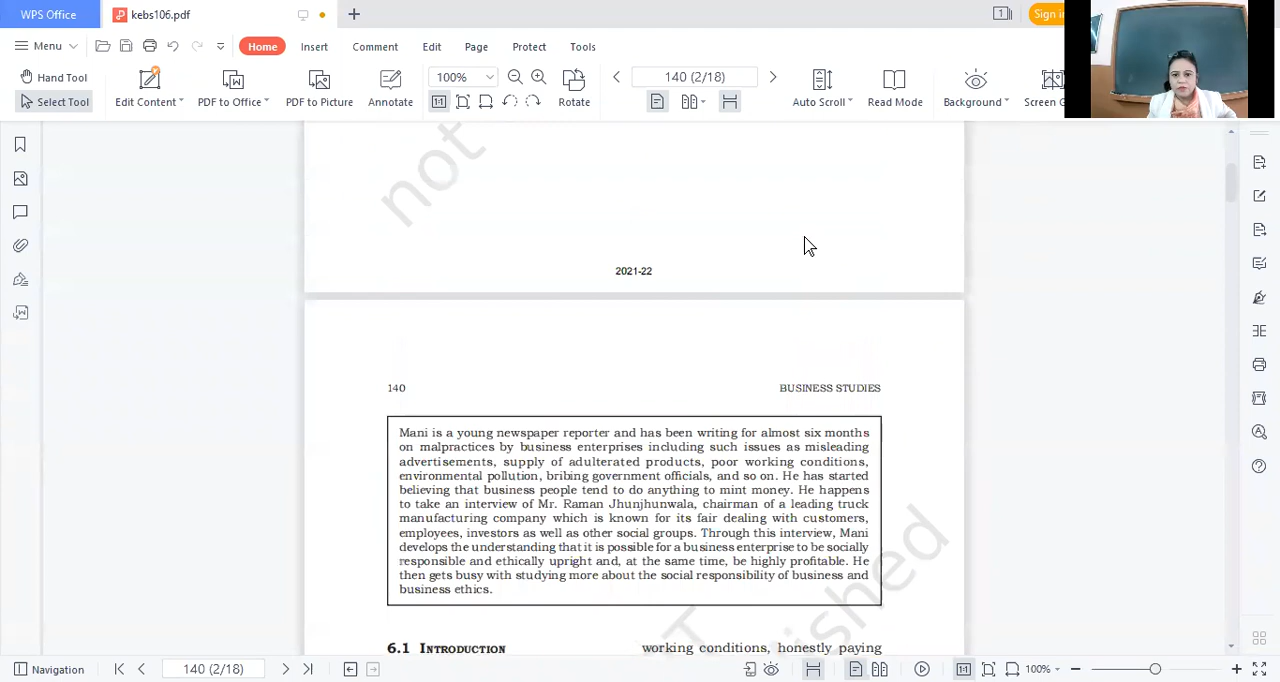 WPS Office
kebs106.pdf
1
Sign in
Menu
Home
Insert
Comment
Edit
Page
Protect
Tools
Hand Tool
Select Tool
Edit Content
PDF to Office
PDF to Picture
Annotate
100%
Rotate
140 (2/18)
Auto Scroll
Read Mode
Background
Screen G
not
2021-22
140
BUSINESS STUDIES
Mani is a young newspaper reporter and has been writing for almost six months
on malpractices by business enterprises including such issues as misleading
advertisements, supply of adulterated products, poor working conditions,
environmental pollution, bribing government officials, and so on. He has started
believing that business people tend to do anything to mint money. He happens
to take an interview of Mr. Raman Jhunjhunwala, chairman of a leading truck
manufacturing company which is known for its fair dealing with customers,
employees, investors as well as other social groups. Through this interview, Mani
develops the understanding that it is possible for a business enterprise to be socially
responsible and ethically upright and, at the same time, be highly profitable. He
then gets busy with studying more about the social responsibility of business and
business ethics.
6.1 INTRODUCTION
working conditions, honestly paying
Navigation
140 (2/18)
1:1
100%